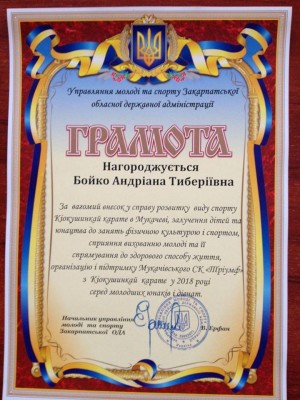 Управління молоді та спорту Закарпатської
обласної державної адміністрації
ГРАМОТА
Нагороджується
Бойко Андріана Тиберіївна
За вагомий внесок у справу розвитку виду спорту
Кіокушинкай карате в Мукачеві, залучення дітей та
юнацтва до занять фізичною культурою і спортом,
сприяння вихованню молоді та її
спрямування до здорового способу життя,
організацію і підтримку Мукачівського СК «Тріумф»
з Кіокушинкай карате у 2018 році
серед молодших юнаків і дівчат.
Начальник управління
молоді та спорту
Закарпатської ОДА
В. Ерфан